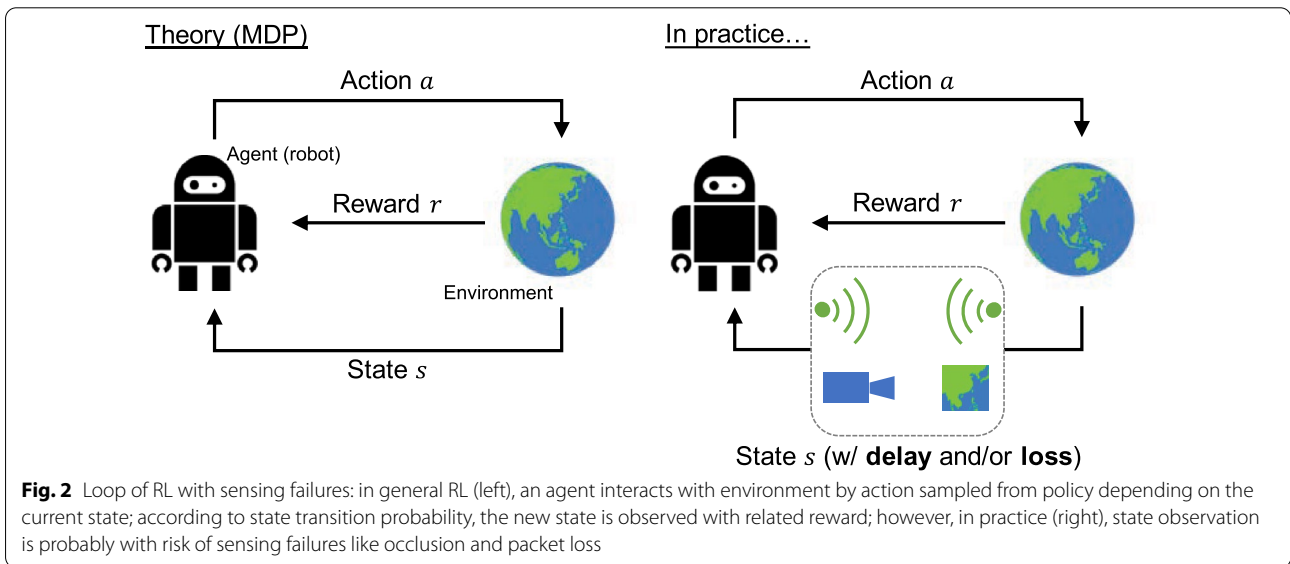 Theory (MDP)
Action a
Agent (robot)
Reward r
Environment
State s
In practice…
Action a
Reward r
State s (w/ delay and/or loss)
Fig. 2 Loop of RL with sensing failures: in general RL (left), an agent interacts with environment by action sampled from policy depending on the
current state; according to state transition probability, the new state is observed with related reward; however, in practice (right), state observation
is probably with risk of sensing failures like occlusion and packet loss